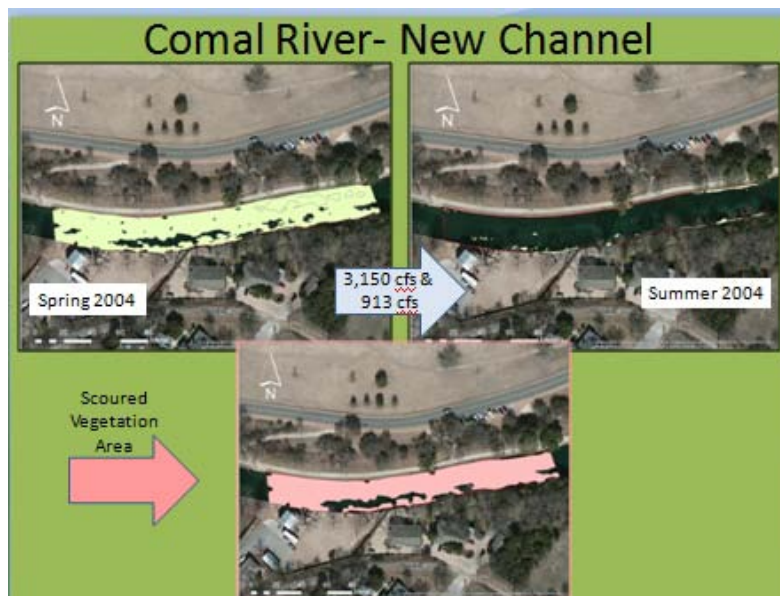 Comal River- New Channel
N
N
Spring 2004
3,150 cfs &
913 cfs
Summer 2004
Scoured
Vegetation
Area
N